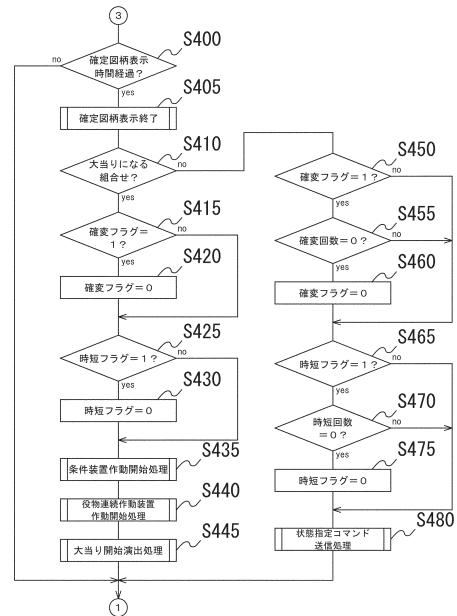 3
確定図柄表示
時間経過？
S400
no
yes
確定図柄表示終了
S405
大当りになる
組合せ？
S410
no
yes
確変フラグ＝
１？
S415
no
yes
確変フラグ＝０
S420
時短フラグ＝１？
S425
no
yes
時短フラグ＝０
S430
条件装置作動開始処理
S435
役物連続作動装置
作動開始処理
S440
大当り開始演出処理
S445
確変フラグ＝１？
S450
no
yes
確変回数＝０？
S455
no
yes
確変フラグ＝０
S460
時短フラグ＝１？
S465
no
yes
時短回数
＝０？
S470
no
yes
時短フラグ＝０
S475
状態指定コマンド
送信処理
S480
1